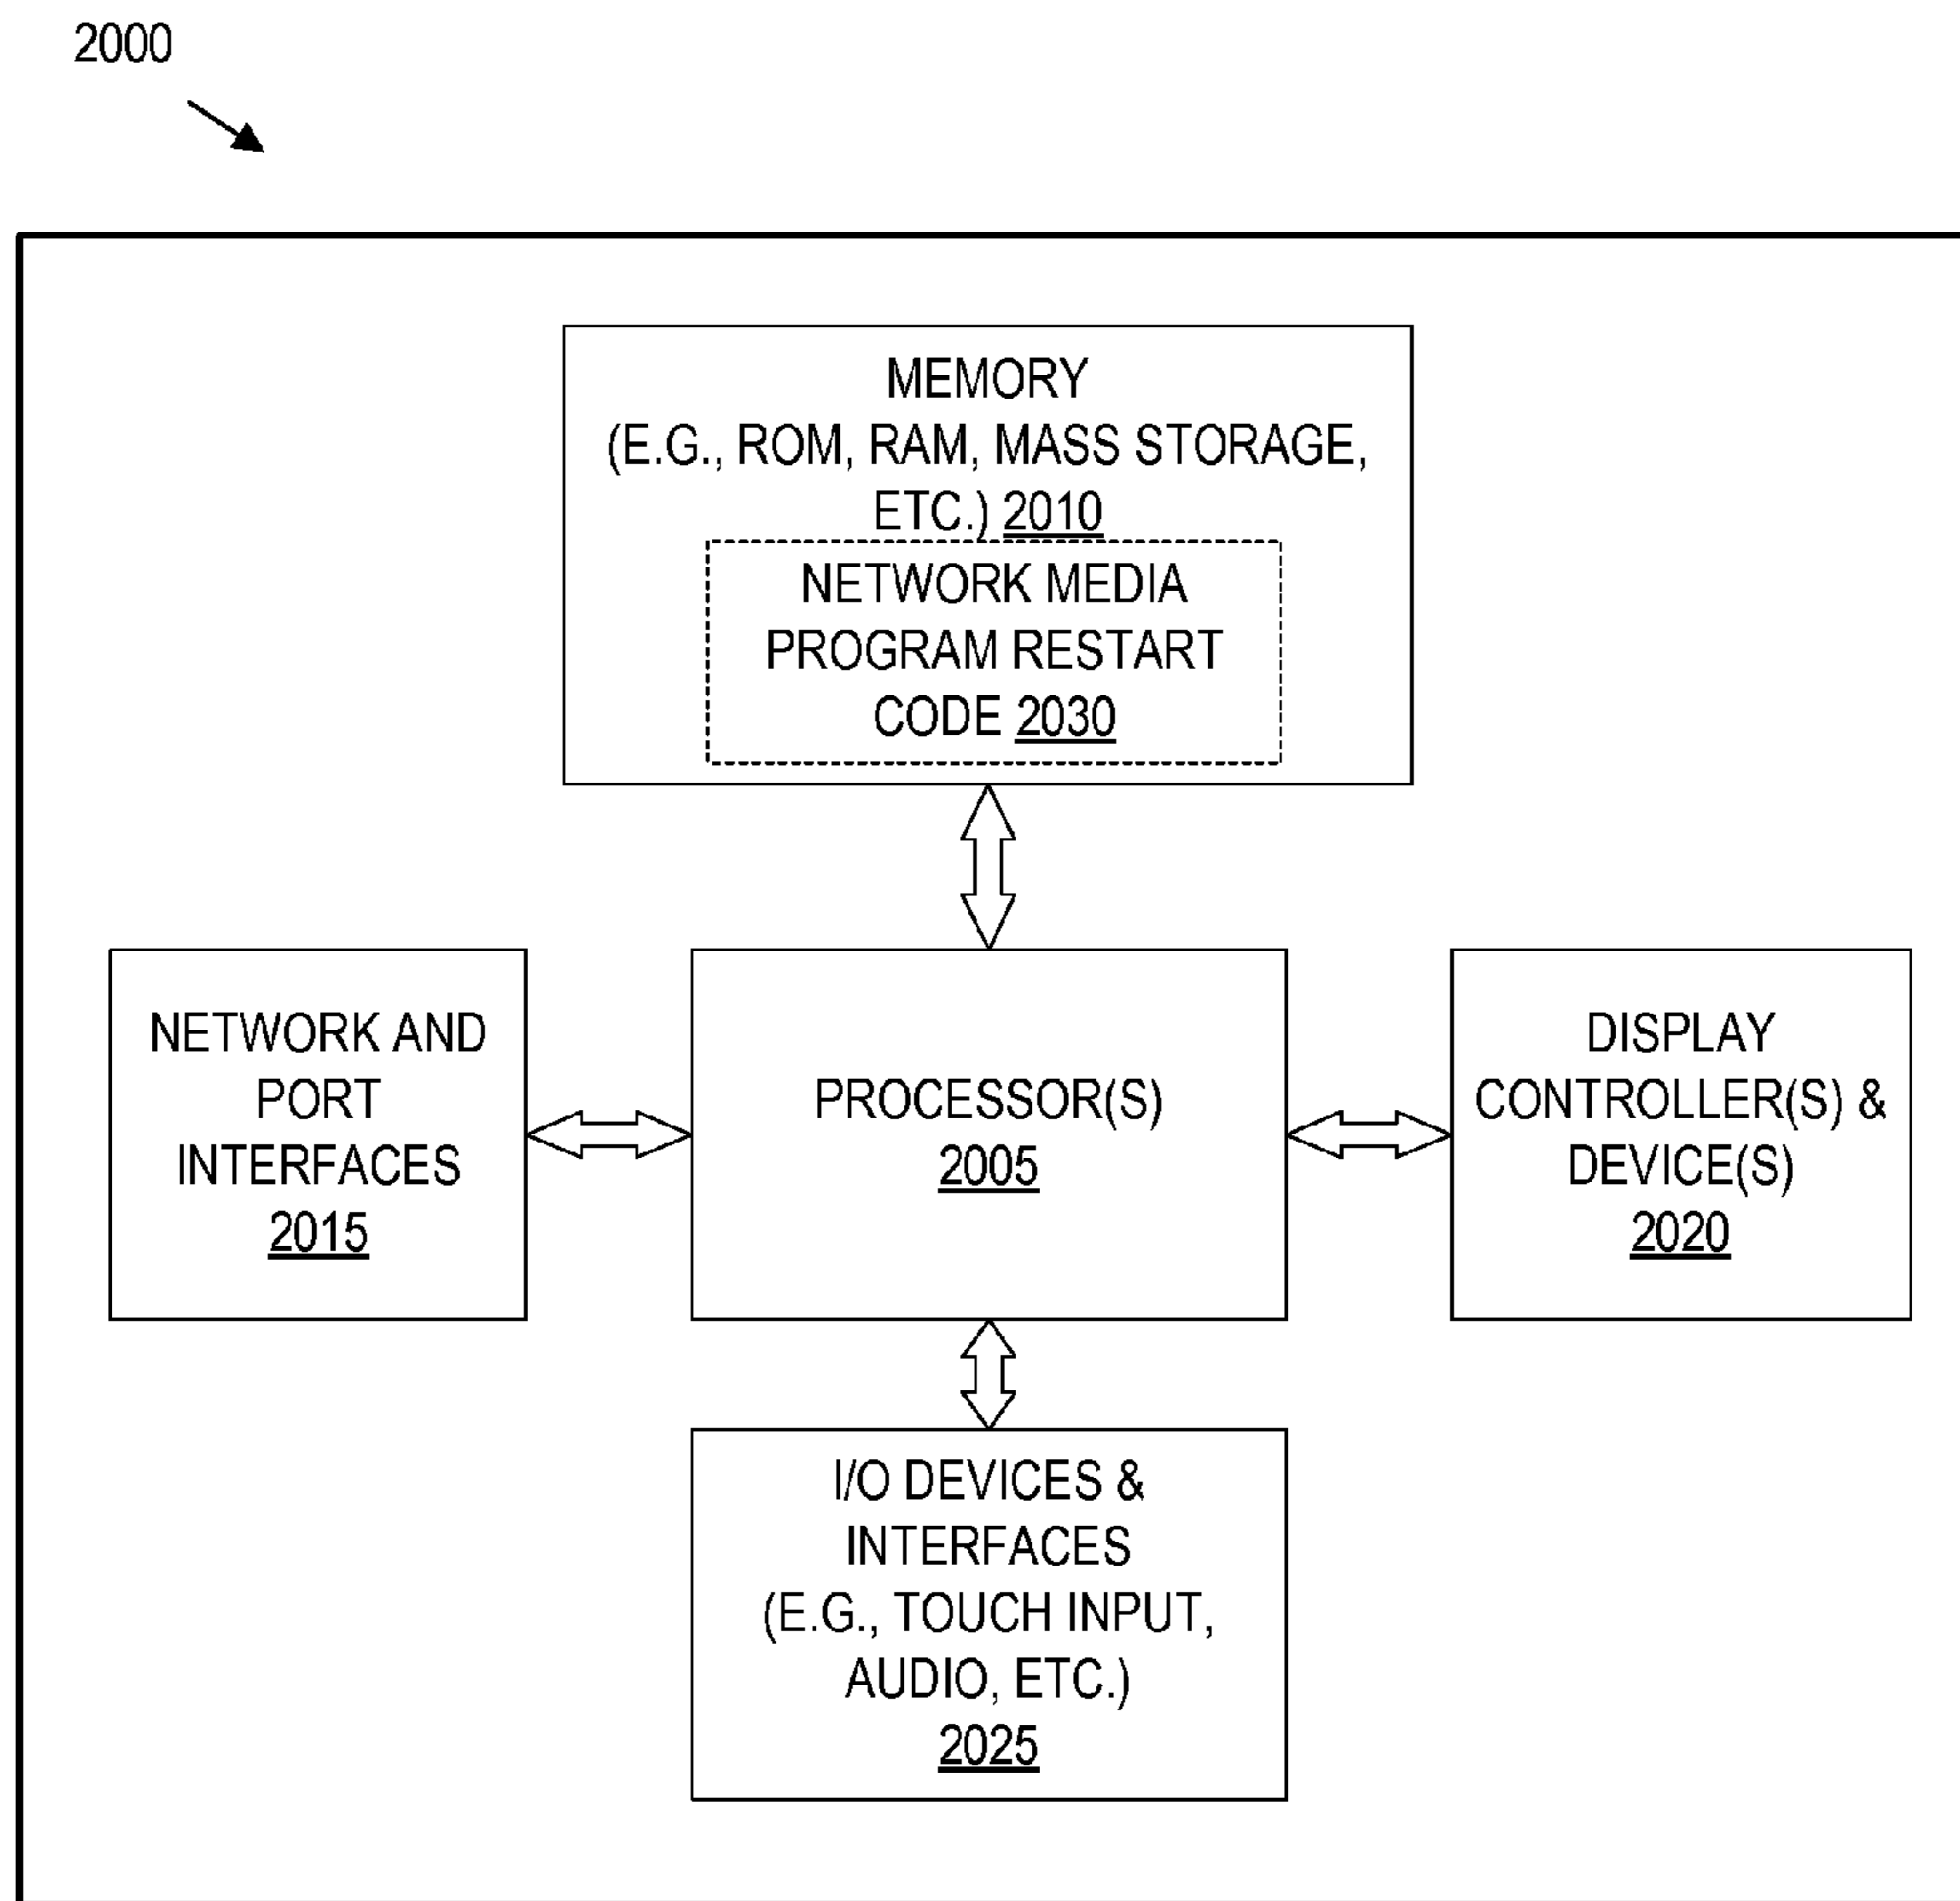 2000
MEMORY
(E.G., ROM, RAM, MASS STORAGE,
ETC.) 2010
NETWORK MEDIA
PROGRAM RESTART
CODE 2030
NETWORK AND
PORT
INTERFACES
2015
PROCESSOR(S)
2005
DISPLAY
CONTROLLER(S) &
DEVICE(S)
2020
I/O DEVICES &
INTERFACES
(E.G., TOUCH INPUT,
AUDIO, ETC.)
2025